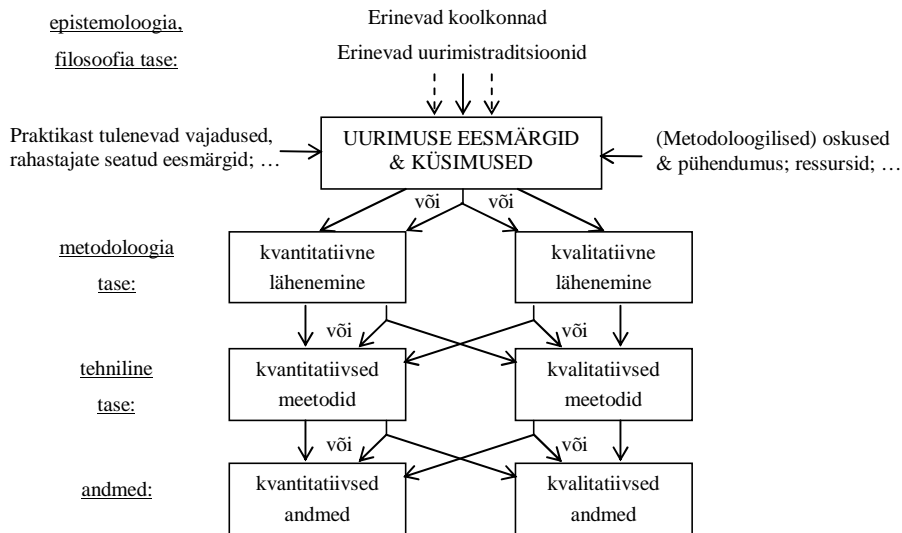 epistemoloogia,
filosoofia tase:
Erinevad koolkonnad
Erinevad uurimistraditsioonid
Praktikast tulenevad vajadused,
rahastajate seatud eesmärgid; …
UURIMUSE EESMÄRGID
& KÜSIMUSED
(Metodoloogilised) oskused
& pühendumus; ressursid; …
või või
metodoloogia
tase:
kvantitatiivne
lähenemine
kvalitatiivne
lähenemine
või või
tehniline
tase:
kvantitatiivsed
meetodid
kvalitatiivsed
meetodid
või või
andmed:
kvantitatiivsed
andmed
kvalitatiivsed
andmed